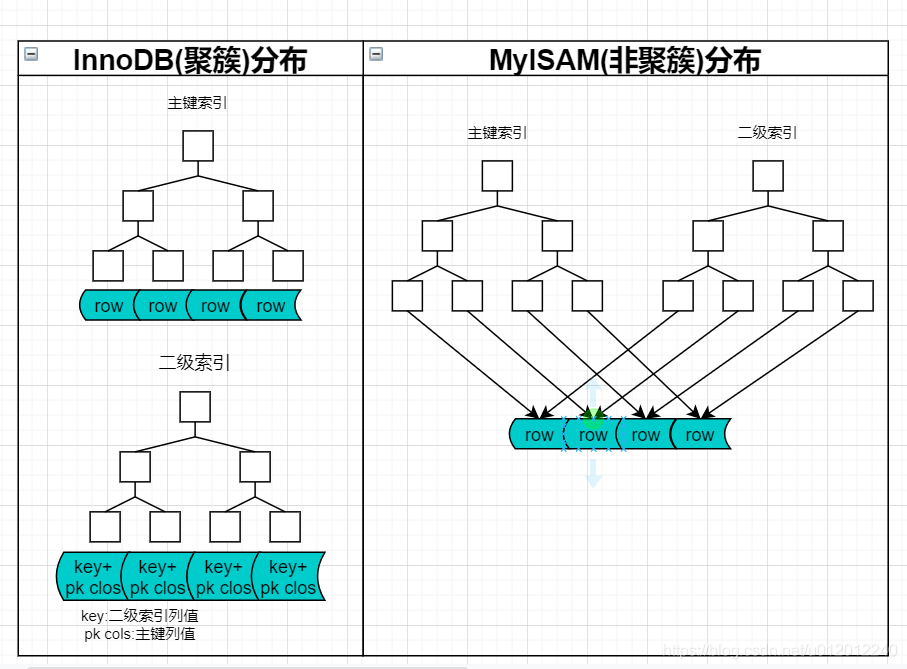 InnoDB(聚簇)分布
主键索引
row row row row
二级索引
key+ key+ key+ key+
pk clos pk clos pk clos pk clos
key:二级索引列值
pk cols:主键列值
MyISAM(非聚簇)分布
主键索引 二级索引
row row row row
https://blog.csdn.net/u012012240